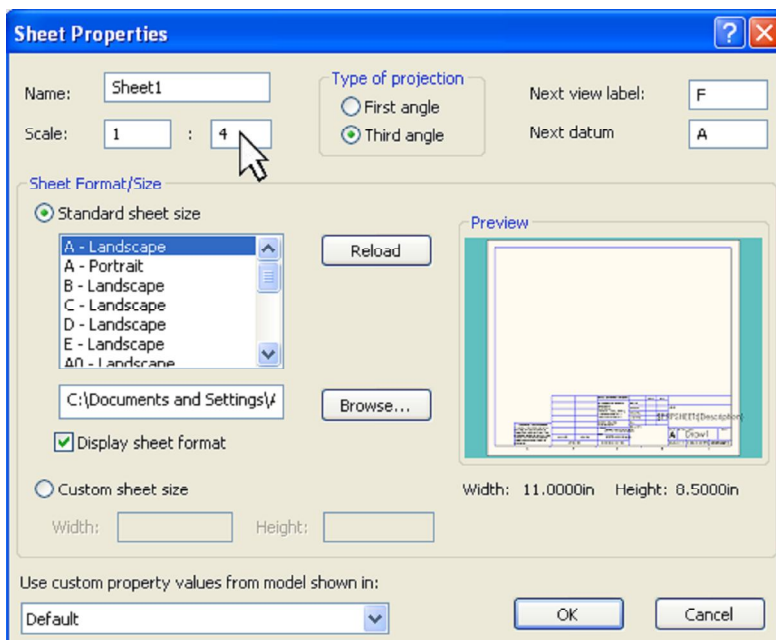 Sheet Properties
Name: Sheet1
Type of projection
First angle
Third angle
Next view label: F
Scale: 1 : 4
Next datum A
Sheet Format/Size
Standard sheet size
A - Landscape
A - Portrait
B - Landscape
C - Landscape
D - Landscape
E - Landscape
A0 - Landscape
Reload
Preview
A Draw1
C:\Documents and Settings\A
Browse...
Display sheet format
Custom sheet size
Width: 11.0000in Height: 8.5000in
Width: Height:
Use custom property values from model shown in:
Default
OK
Cancel